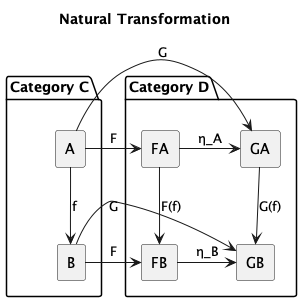 Natural Transformation
G
Category C
Category D
A
F
FA
η_A
GA
f
G
F(f)
G(f)
B
F
FB
η_B
GB